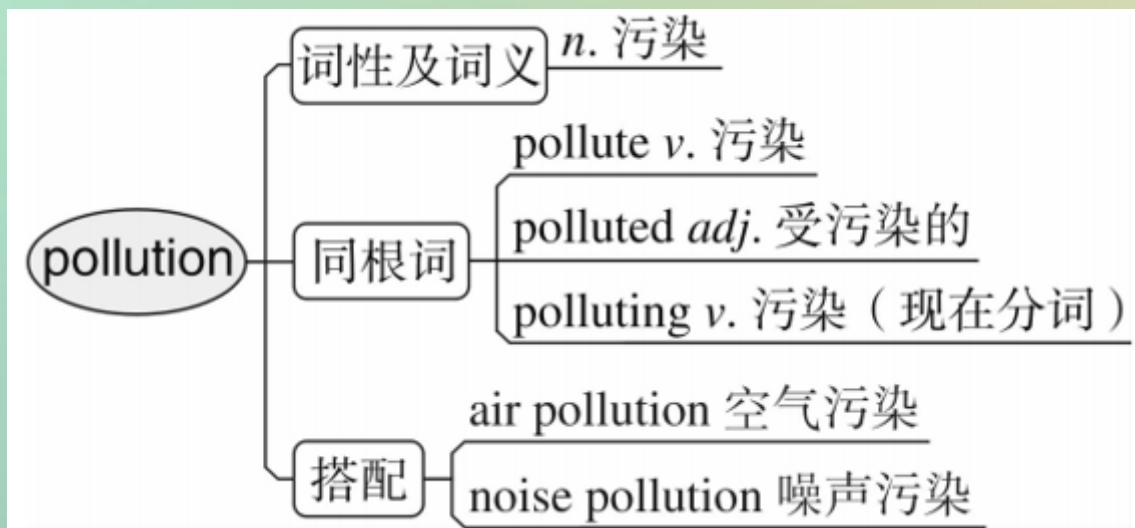 pollution
词性及词义
n. 污染
同根词
pollute v. 污染
polluted adj. 受污染的
polluting v. 污染（现在分词）
搭配
air pollution 空气污染
noise pollution 噪声污染